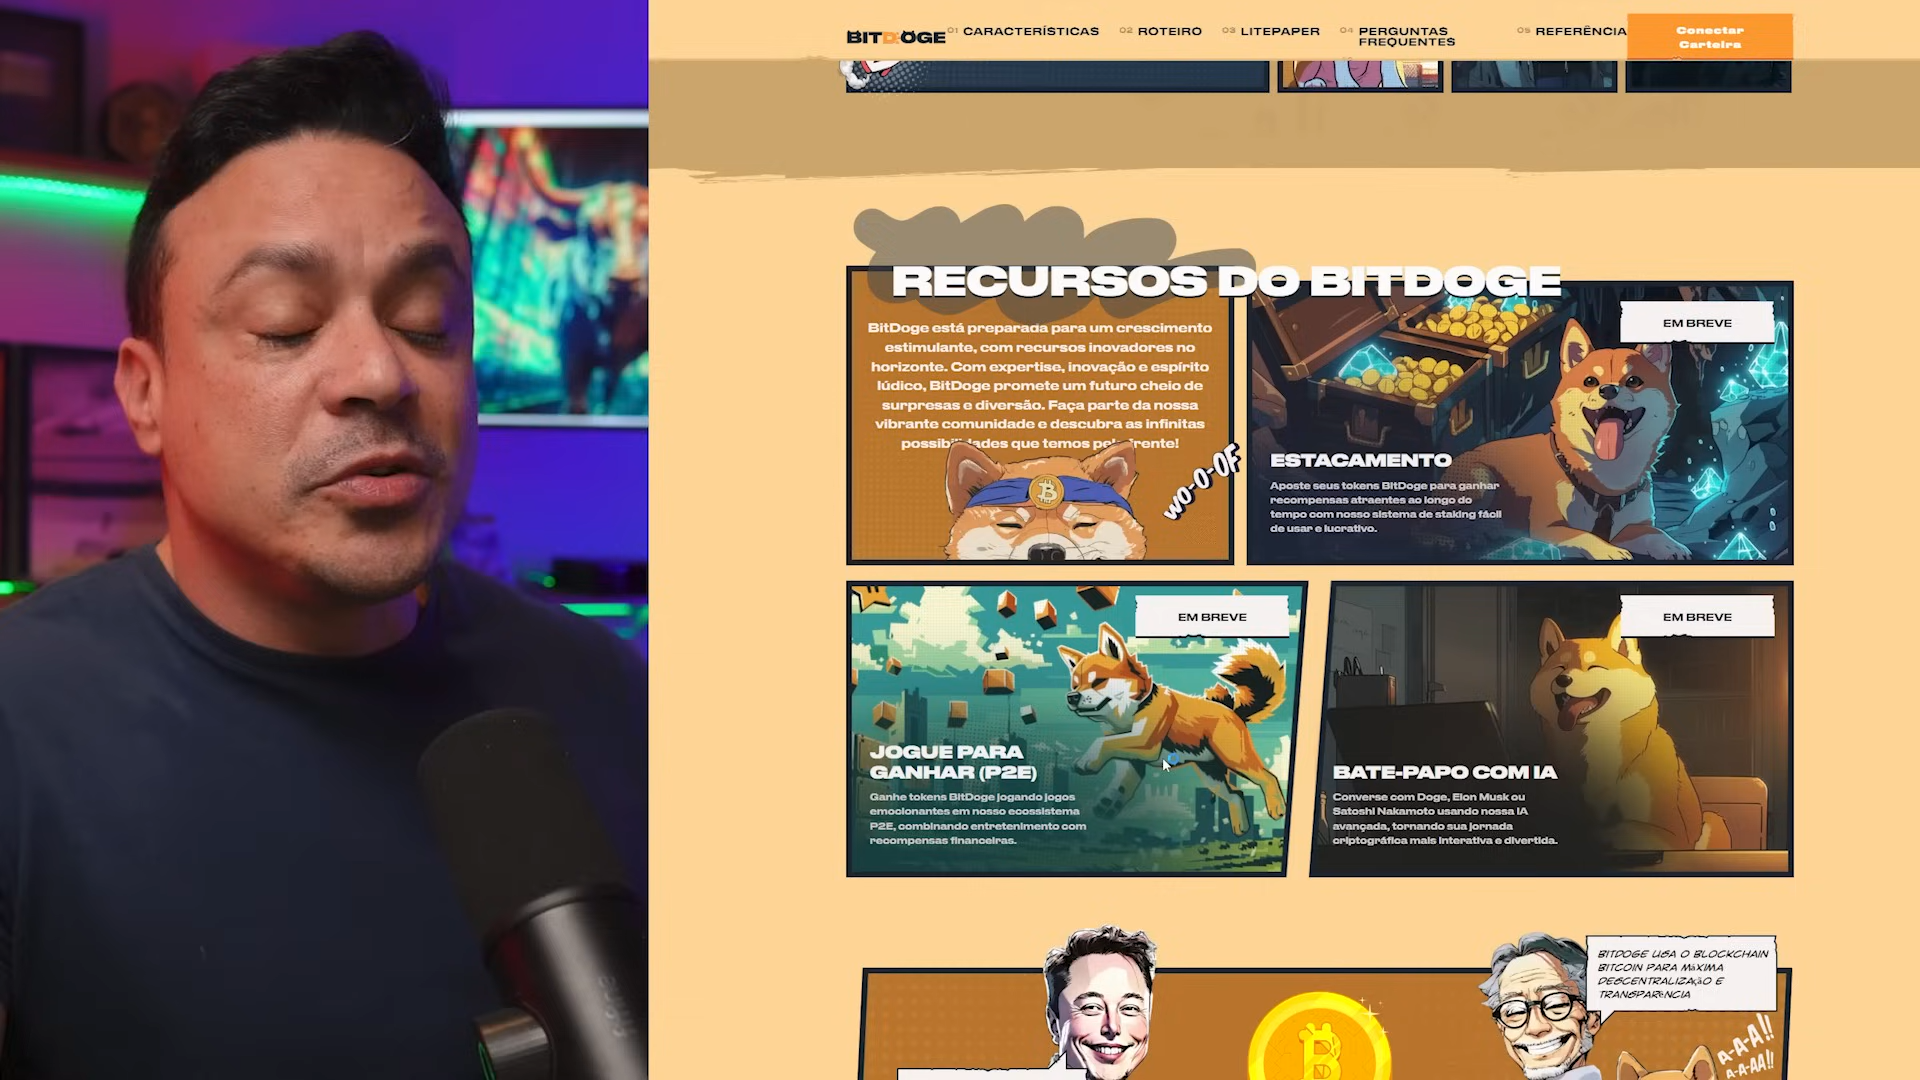 BITDOGE
01 CARACTERÍSTICAS
02 ROTEIRO
03 LITEPAPER
04 PERGUNTAS
FREQUENTES
05 REFERÊNCIA
Conectar
Carteira
RECURSOS DO BITDOGE
BitDoge está preparada para um crescimento
estimulante, com recursos inovadores no
horizonte. Com expertise, inovação e espírito
lúdico, BitDoge promete um futuro cheio de
surpresas e diversão. Faça parte da nossa
vibrante comunidade e descubra as infinitas
possibilidades que temos pela frente!
WO-O-OF
EM BREVE
ESTACAMENTO
Aposte seus tokens BitDoge para ganhar
recompensas atraentes ao longo do
tempo com nosso sistema de staking fácil
de usar e lucrativo.
EM BREVE
JOGUE PARA
GANHAR (P2E)
Ganhe tokens BitDoge jogando jogos
emocionantes em nosso ecossistema
P2E, combinando entretenimento com
recompensas financeiras.
EM BREVE
BATE-PAPO COM IA
Converse com Doge, Elon Musk ou
Satoshi Nakamoto usando nossa IA
avançada, tornando sua jornada
criptográfica mais interativa e divertida.
BITDOGE USA O BLOCKCHAIN
BITCOIN PARA MÁXIMA
DESCENTRALIZAÇÃO E
TRANSPARÊNCIA
A-A-A!!
A-A-AA!!